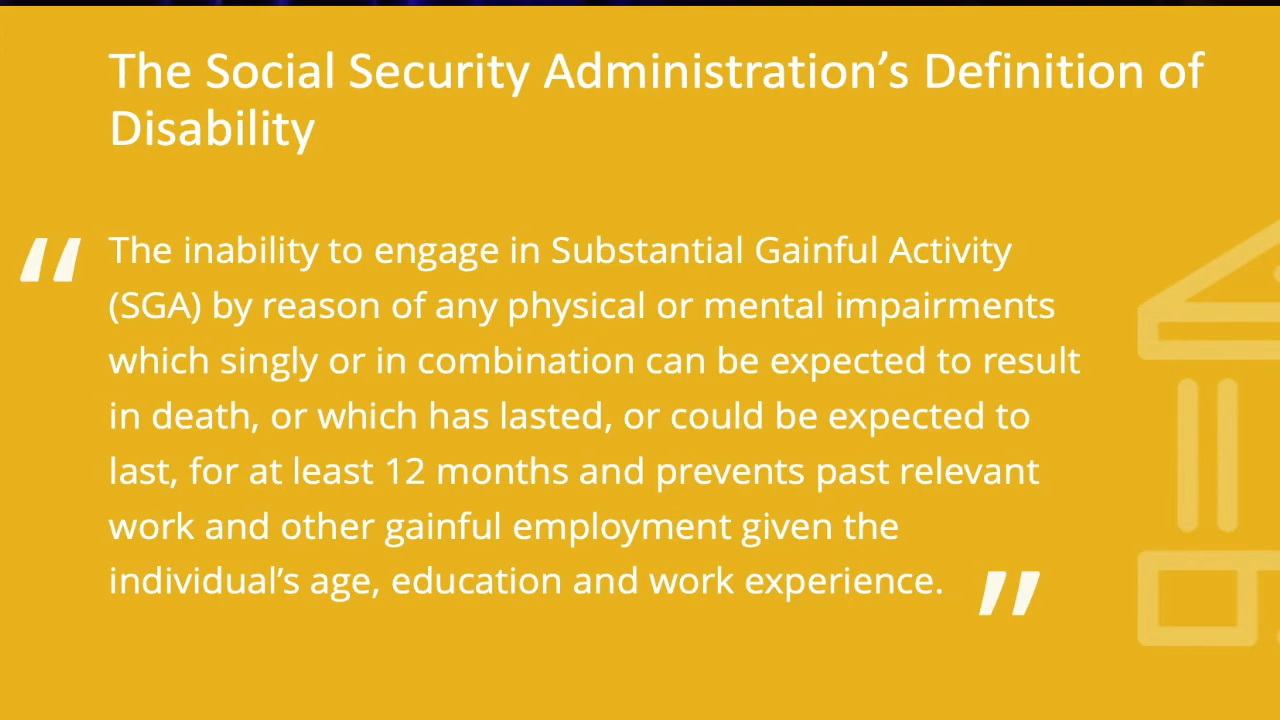 The Social Security Administration’s Definition of
Disability
“ The inability to engage in Substantial Gainful Activity
(SGA) by reason of any physical or mental impairments
which singly or in combination can be expected to result
in death, or which has lasted, or could be expected to
last, for at least 12 months and prevents past relevant
work and other gainful employment given the
individual’s age, education and work experience. ”